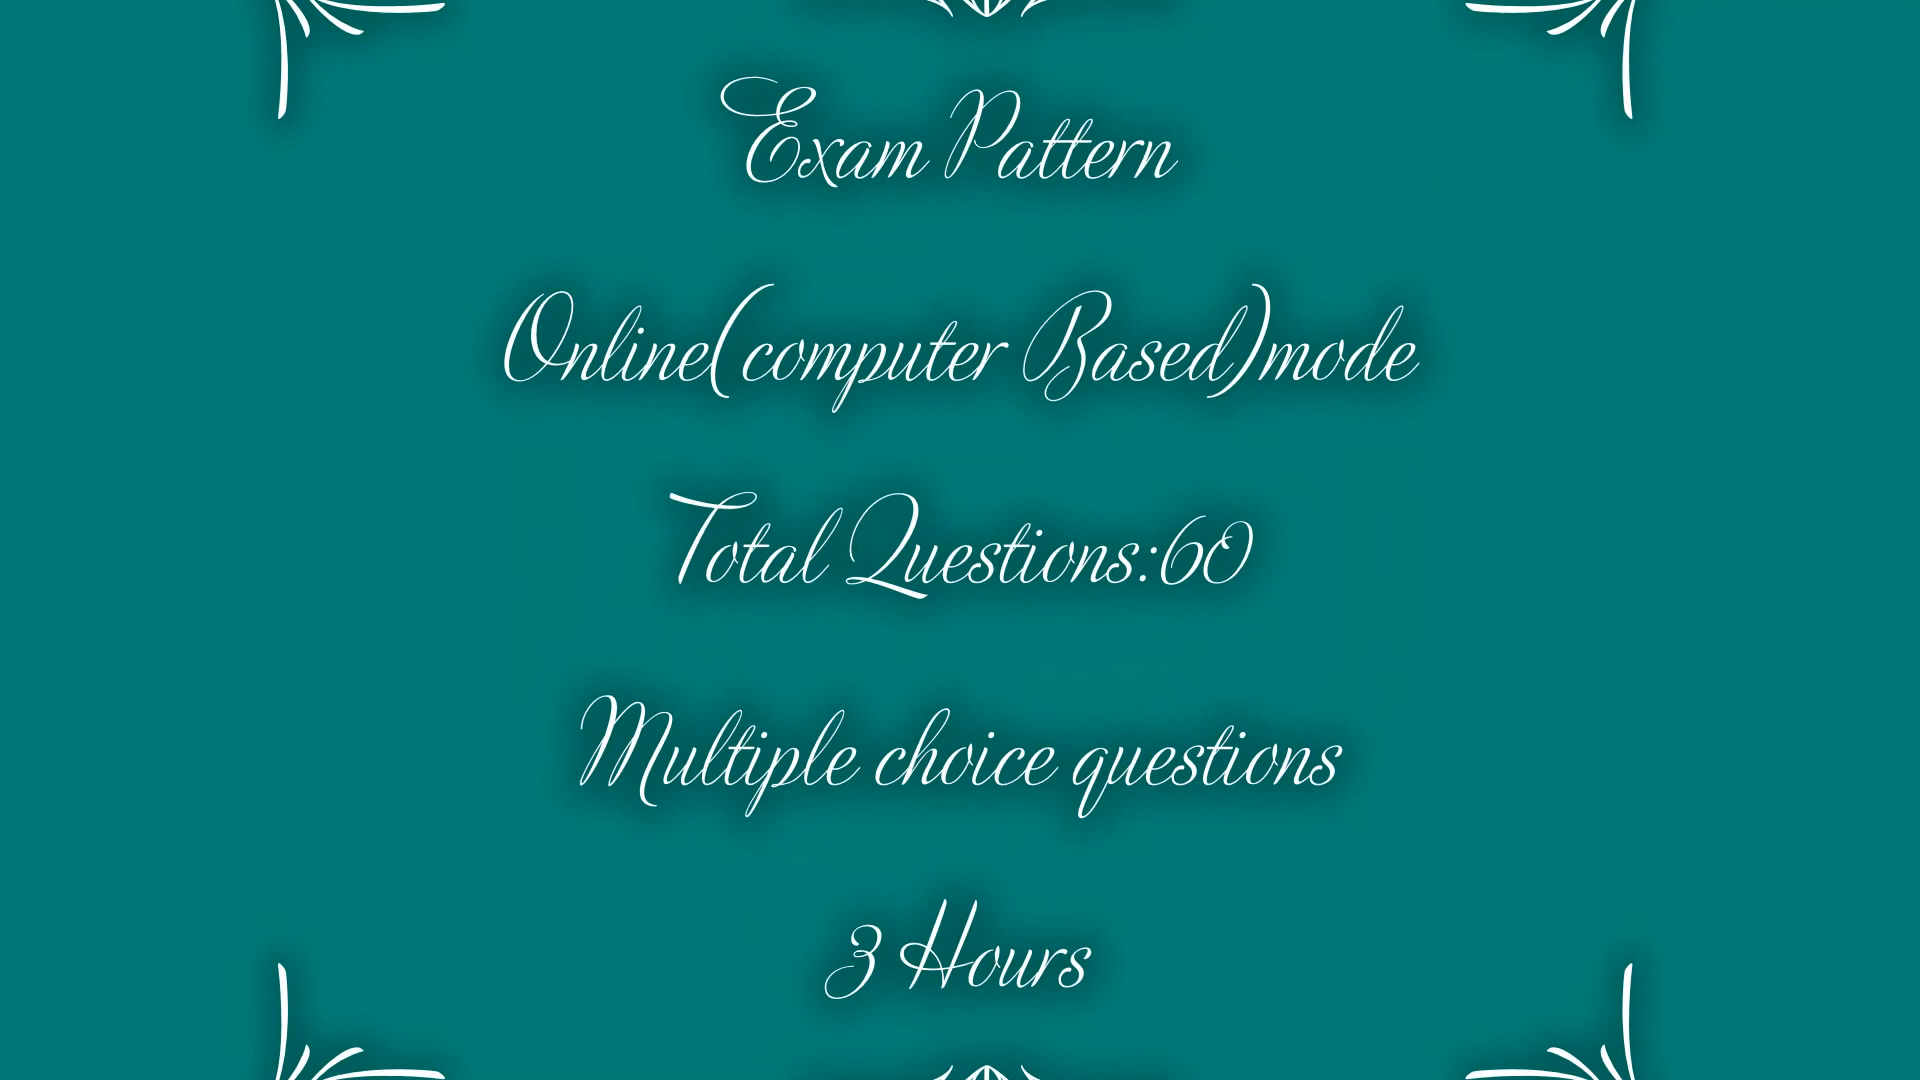 Exam Pattern
Online(computer Based)mode
Total Questions:60
Multiple choice questions
3 Hours